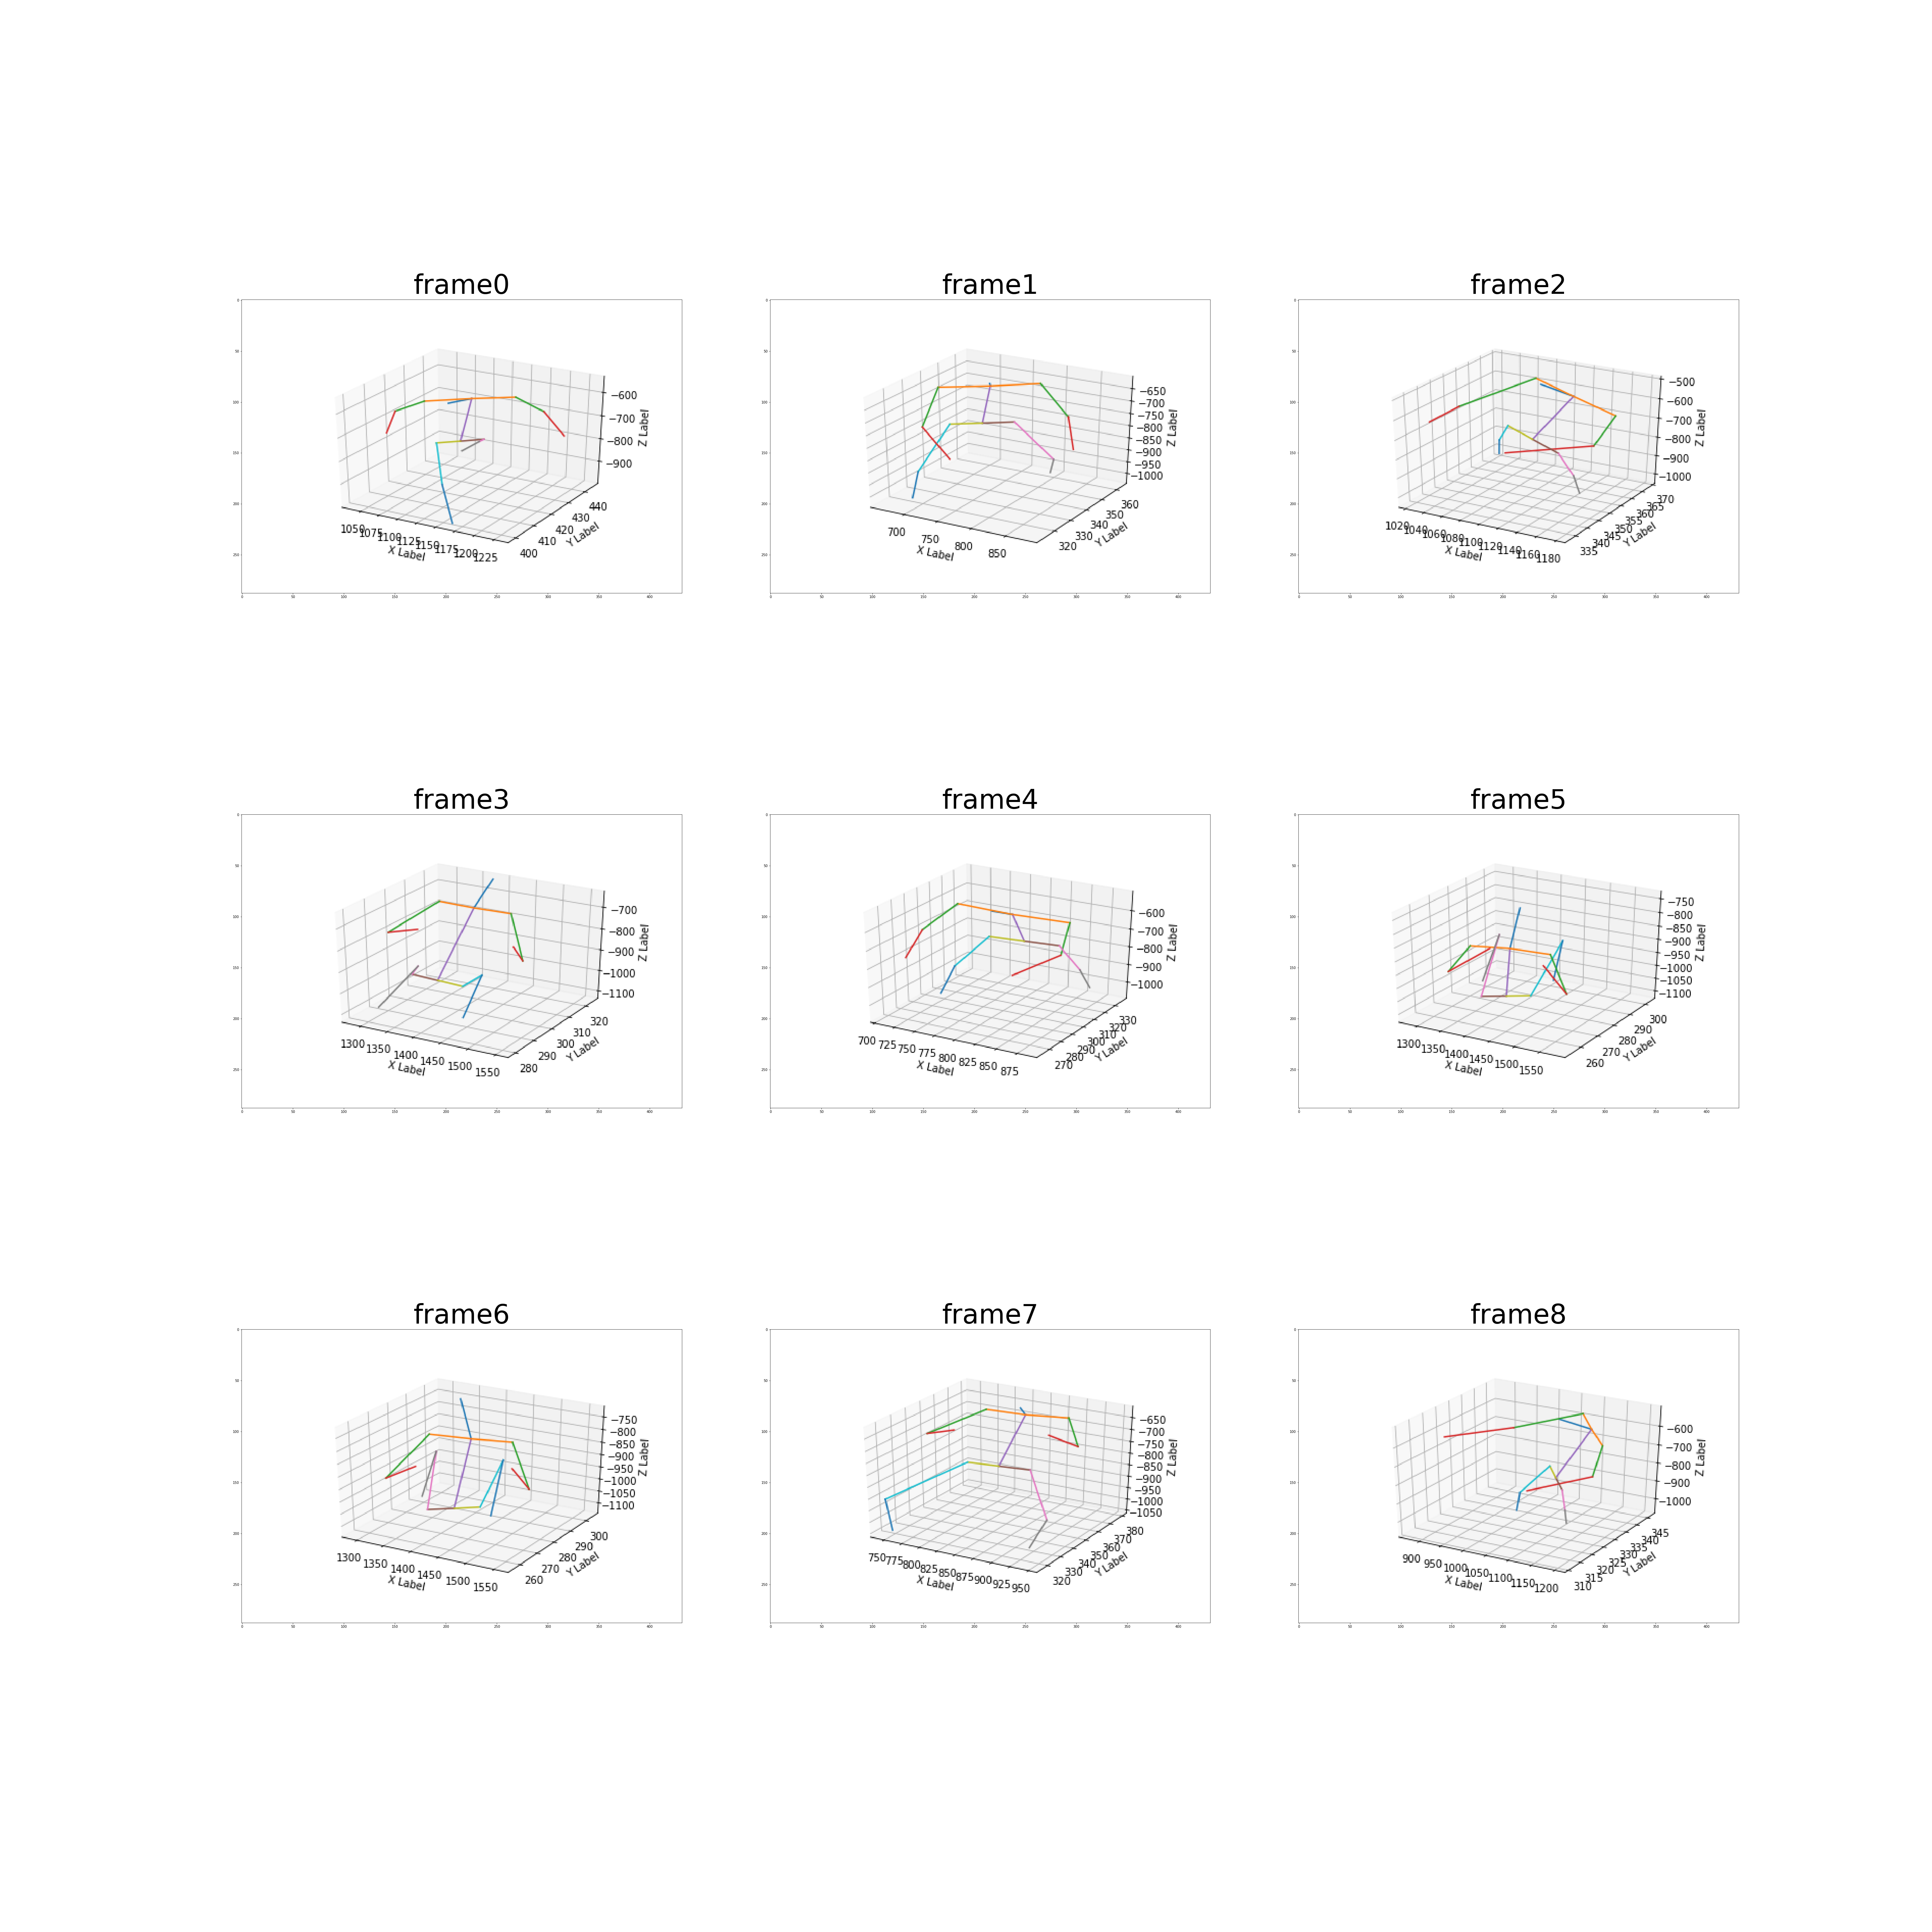 frame0 frame1 frame2
−600
−700
−800
−900
Z Label
1050 1075 1100 1125 1150 1175 1200 1225
X Label
400 410 420 430 440
Y Label
−650
−700
−750
−800
−850
−900
−950
−1000
Z Label
700 750 800 850
X Label
320 330 340 350 360
Y Label
−500
−600
−700
−800
−900
−1000
Z Label
1020 1040 1060 1080 1100 1120 1140 1160 1180
X Label
335 340 345 350 355 360 365 370
Y Label
frame3 frame4 frame5
−700
−800
−900
−1000
−1100
Z Label
1300 1350 1400 1450 1500 1550
X Label
280 290 300 310 320
Y Label
−600
−700
−800
−900
−1000
Z Label
700 725 750 775 800 825 850 875
X Label
270 280 290 300 310 320 330
Y Label
−750
−800
−850
−900
−950
−1000
−1050
−1100
Z Label
1300 1350 1400 1450 1500 1550
X Label
260 270 280 290 300
Y Label
frame6 frame7 frame8
−750
−800
−850
−900
−950
−1000
−1050
−1100
Z Label
1300 1350 1400 1450 1500 1550
X Label
260 270 280 290 300
Y Label
−650
−700
−750
−800
−850
−900
−950
−1000
−1050
Z Label
750 775 800 825 850 875 900 925 950
X Label
320 330 340 350 360 370 380
Y Label
−600
−700
−800
−900
−1000
Z Label
900 950 1000 1050 1100 1150 1200
X Label
310 315 320 325 330 335 340 345
Y Label